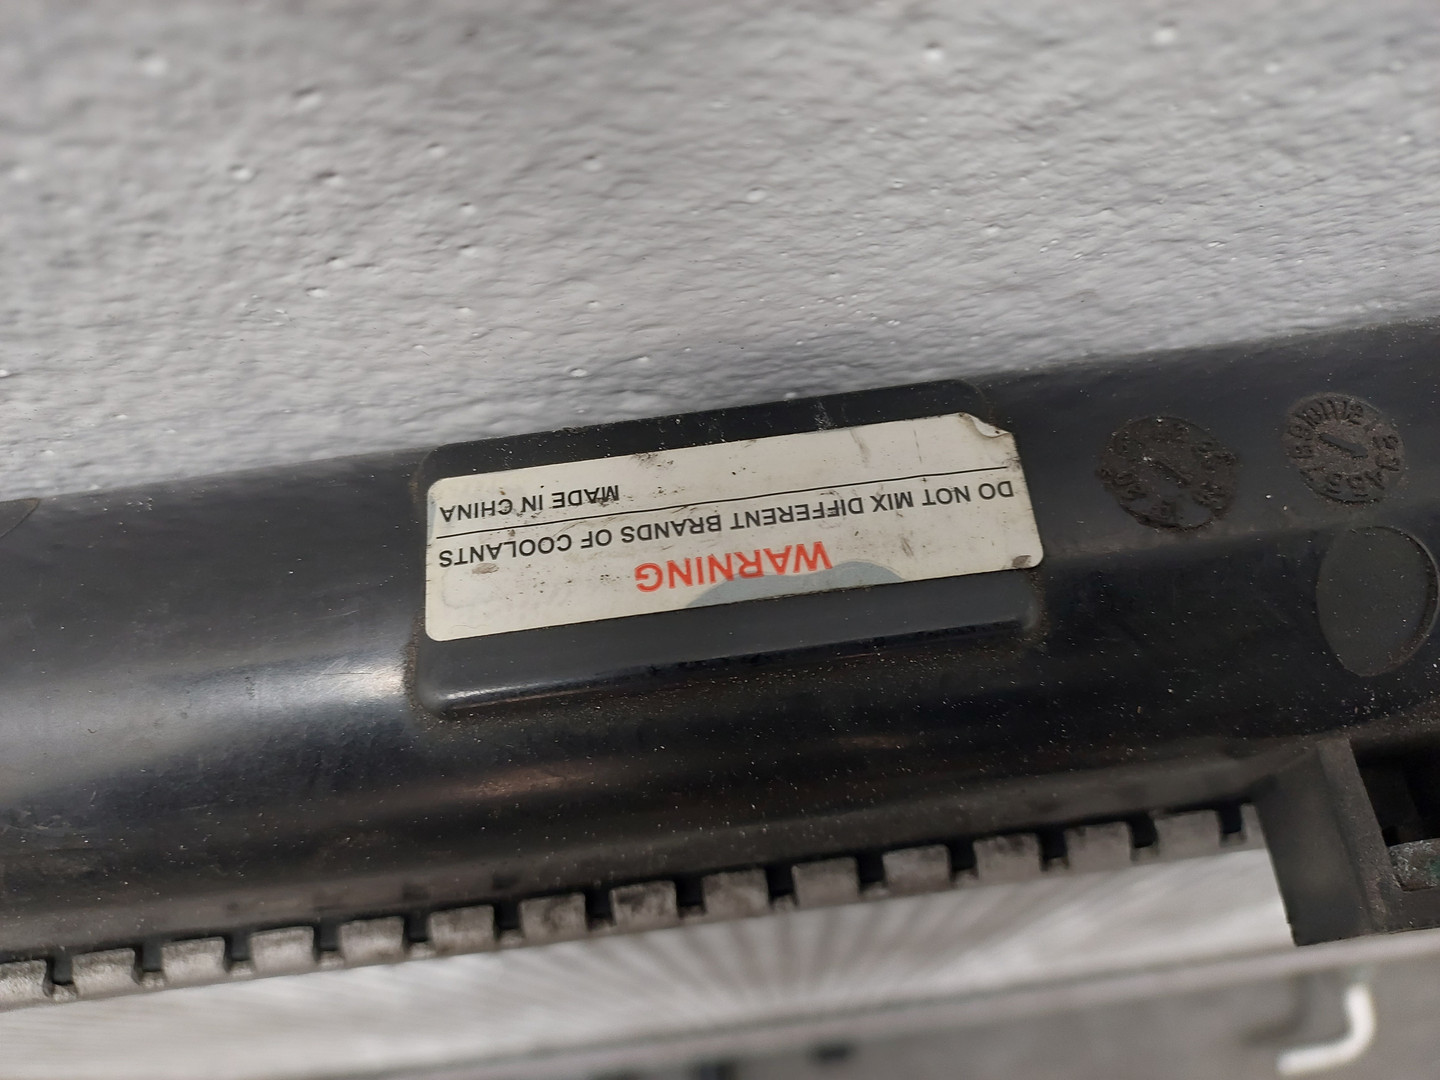 WARNING
DO NOT MIX DIFFERENT BRANDS OF COOLANTS
MADE IN CHINA